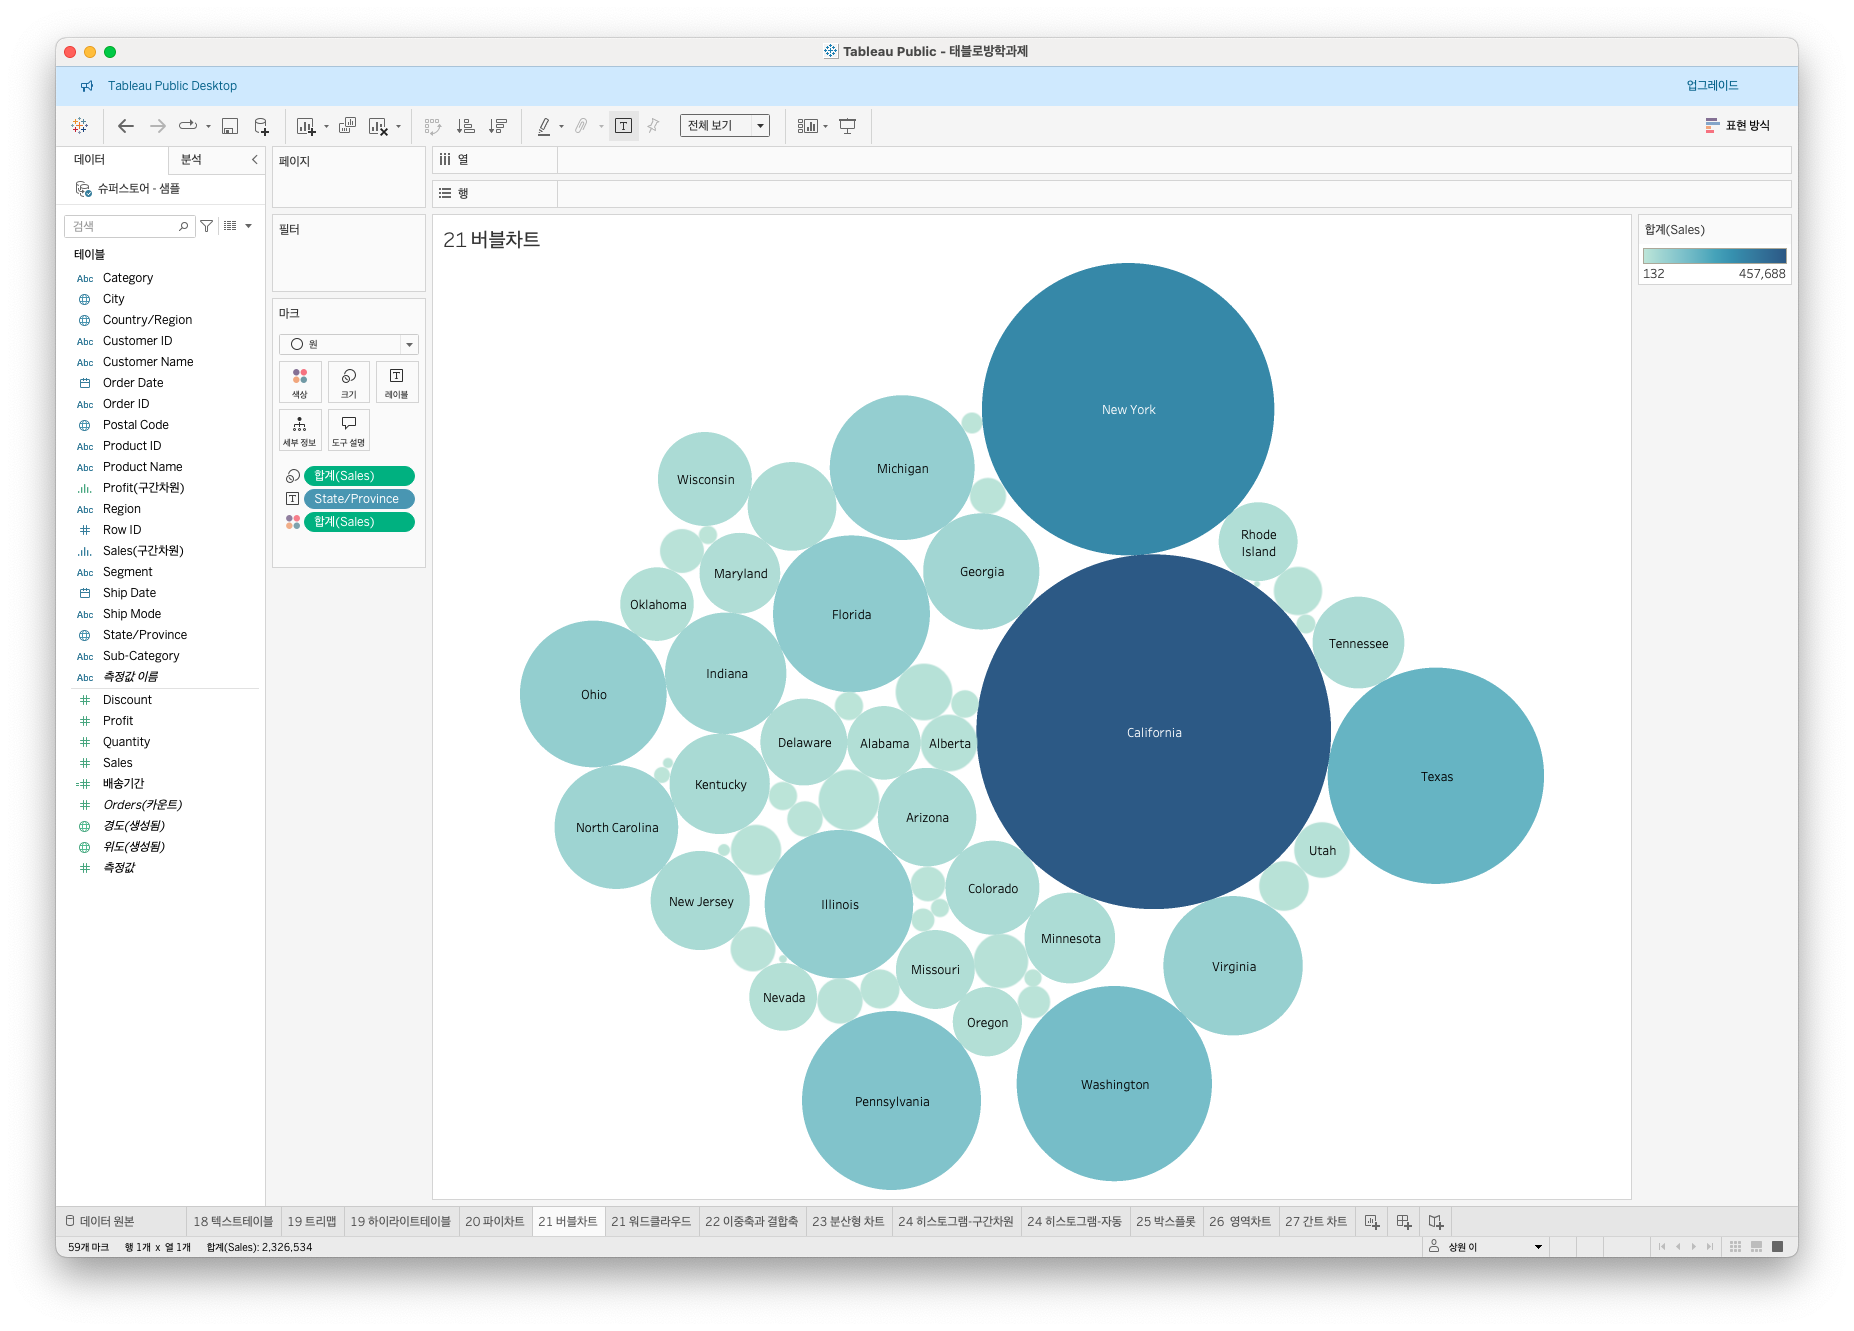 Tableau Public - 태블로방학과제
Tableau Public Desktop
업그레이드
전체 보기
표현 방식
데이터
분석
슈퍼스토어 - 샘플
검색
테이블
Abc Category
City
Country/Region
Abc Customer ID
Abc Customer Name
Order Date
Abc Order ID
Postal Code
Abc Product ID
Abc Product Name
Profit(구간차원)
Abc Region
Row ID
Sales(구간차원)
Abc Segment
Ship Date
Abc Ship Mode
State/Province
Abc Sub-Category
Abc 측정값 이름
Discount
Profit
Quantity
Sales
배송기간
Orders(카운트)
경도(생성됨)
위도(생성됨)
측정값
페이지
필터
마크
원
색상
크기
레이블
세부 정보
도구 설명
합계(Sales)
State/Province
합계(Sales)
열
행
21 버블차트
New York
Michigan
Wisconsin
Rhode
Island
Georgia
Maryland
Oklahoma
Florida
Tennessee
Indiana
Ohio
California
Delaware
Alabama
Alberta
Texas
Kentucky
Arizona
North Carolina
Utah
Colorado
New Jersey
Illinois
Minnesota
Virginia
Missouri
Nevada
Oregon
Washington
Pennsylvania
합계(Sales)
132 457,688
데이터 원본
18 텍스트테이블
19 트리맵
19 하이라이트테이블
20 파이차트
21 버블차트
21 워드클라우드
22 이중축과 결합축
23 분산형 차트
24 히스토그램-구간차원
24 히스토그램-자동
25 박스플롯
26 영역차트
27 간트 차트
59개 마크 행 1개 x 열 1개 합계(Sales): 2,326,534
상원 이